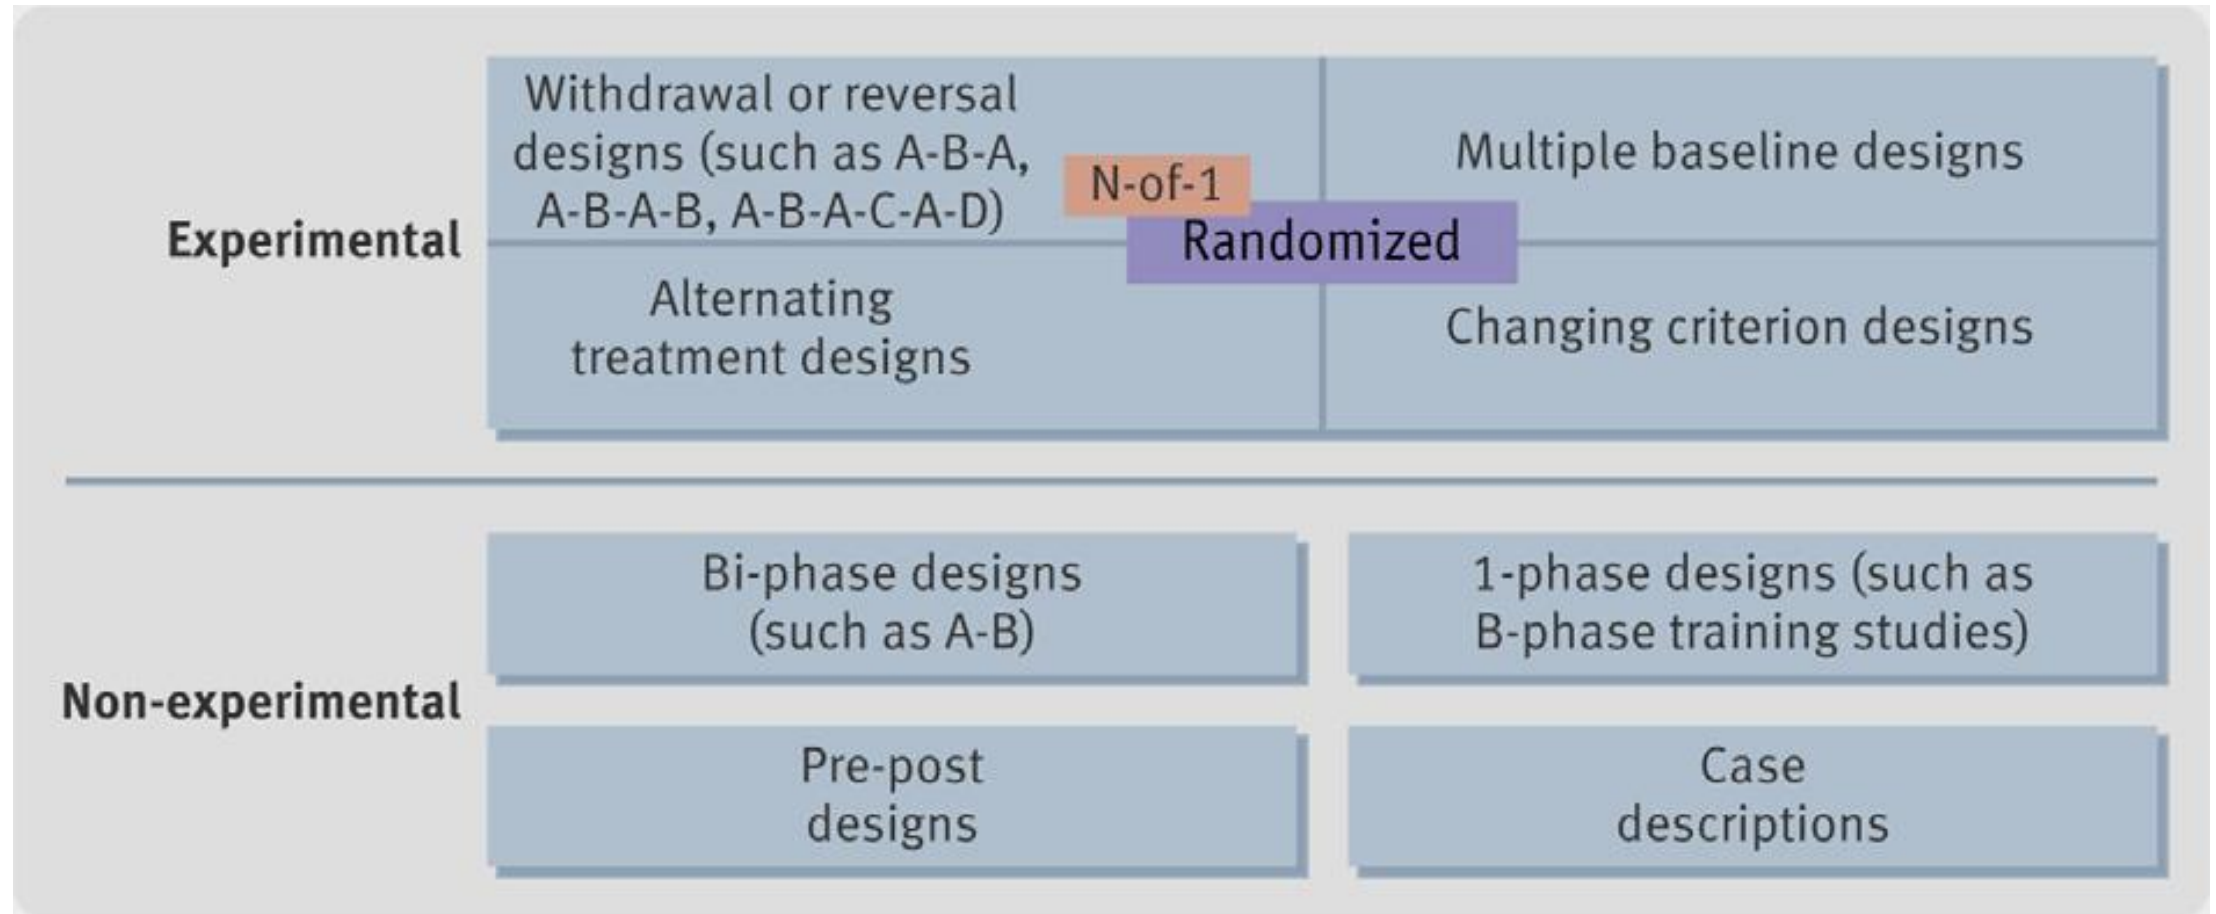 Experimental
Withdrawal or reversal
designs (such as A-B-A,
A-B-A-B, A-B-A-C-A-D)
N-of-1
Multiple baseline designs
Randomized
Alternating
treatment designs
Changing criterion designs
Non-experimental
Bi-phase designs
(such as A-B)
1-phase designs (such as
B-phase training studies)
Pre-post
designs
Case
descriptions